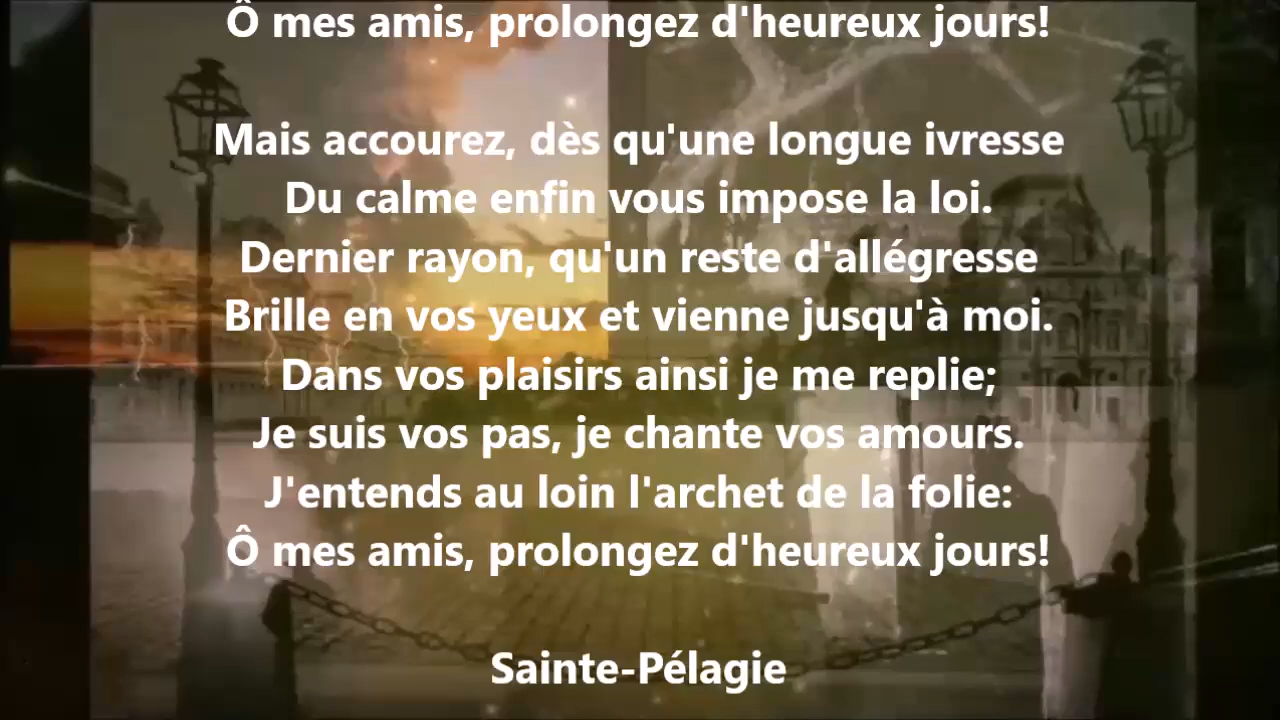 Ô mes amis, prolongez d'heureux jours!
Mais accourez, dès qu'une longue ivresse
Du calme enfin vous impose la loi.
Dernier rayon, qu'un reste d'allégresse
Brille en vos yeux et vienne jusqu'à moi.
Dans vos plaisirs ainsi je me replie;
Je suis vos pas, je chante vos amours.
J'entends au loin l'archet de la folie:
Ô mes amis, prolongez d'heureux jours!
Sainte-Pélagie